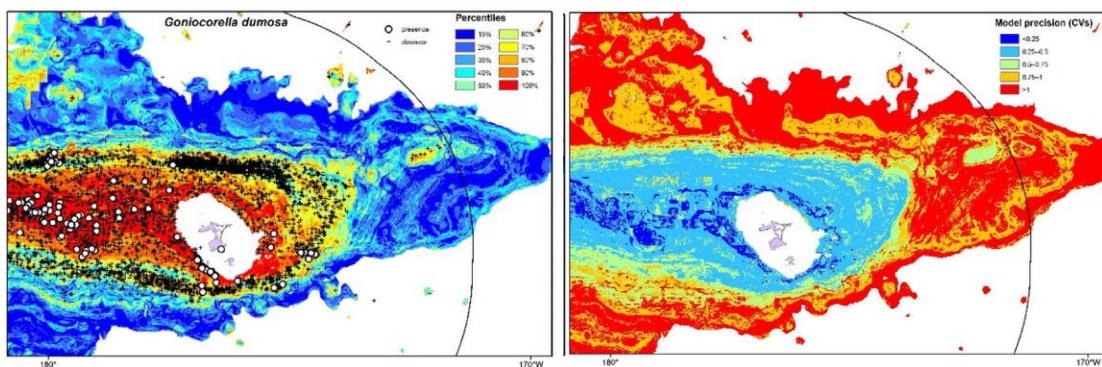 Goniocorella dumosa
presence
absence
Percentiles
10% 60%
20% 70%
30% 80%
40% 90%
50% 100%
180° 170°W
Model precision (CVs)
<0.25
0.25–0.5
0.5–0.75
0.75–1
>1
180° 170°W